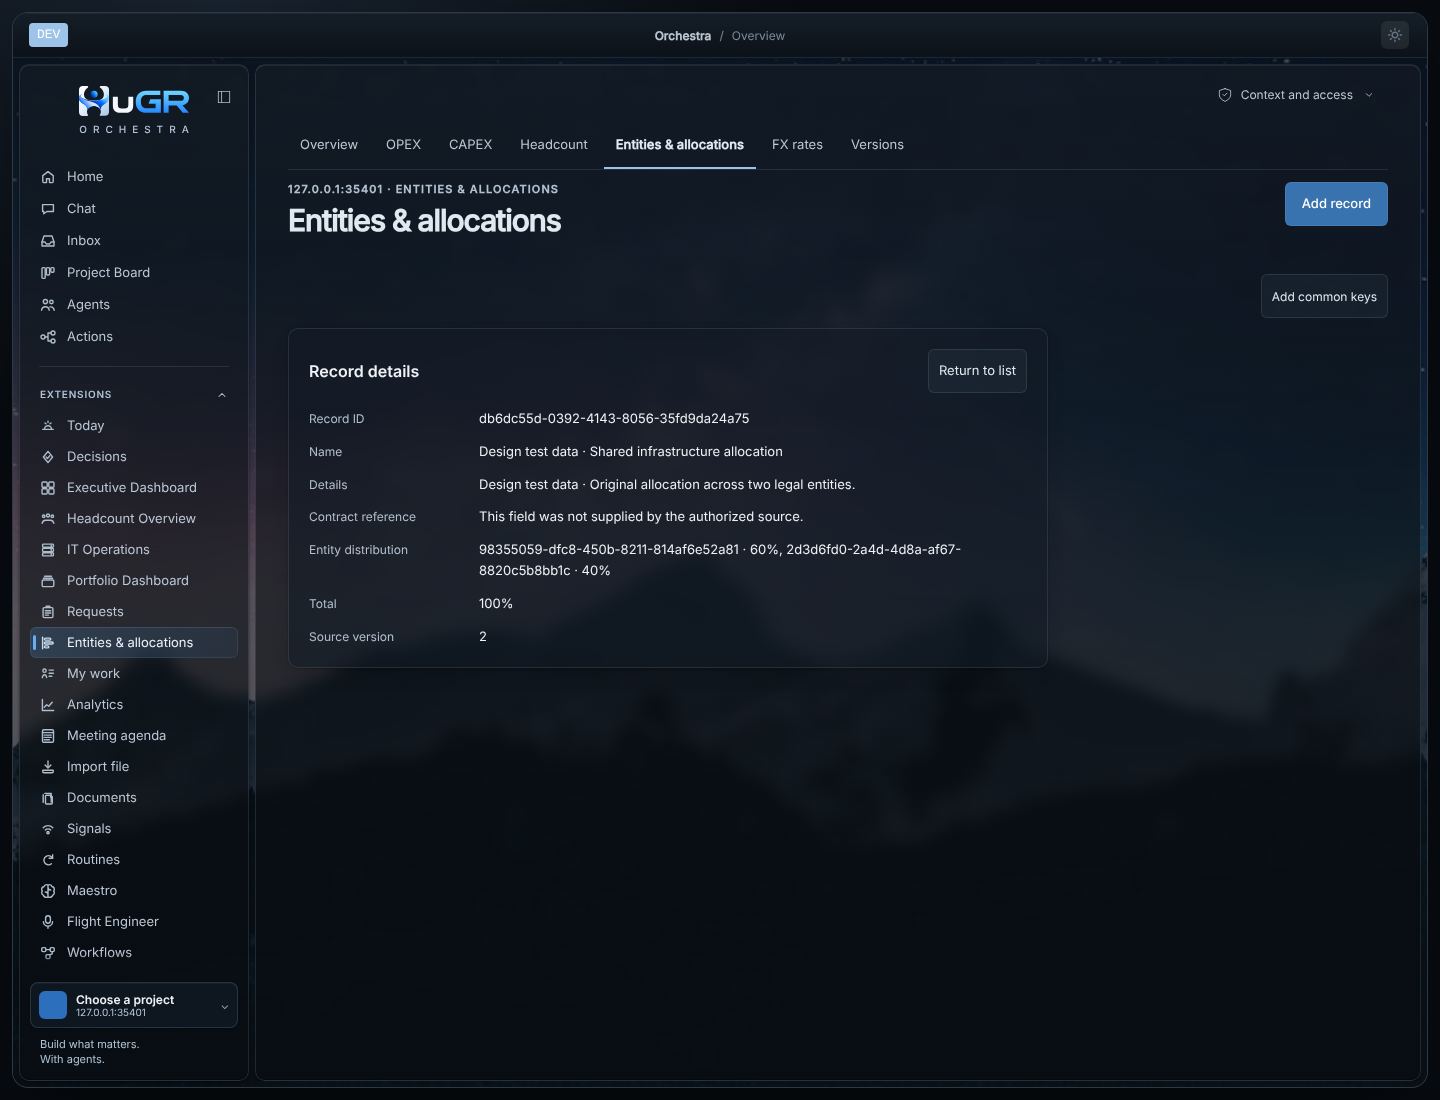 DEV
Orchestra / Overview
HuGR
ORCHESTRA
Context and access
Home
Chat
Inbox
Project Board
Agents
Actions
EXTENSIONS
Today
Decisions
Executive Dashboard
Headcount Overview
IT Operations
Portfolio Dashboard
Requests
Entities & allocations
My work
Analytics
Meeting agenda
Import file
Documents
Signals
Routines
Maestro
Flight Engineer
Workflows
Choose a project
127.0.0.1:35401
Build what matters.
With agents.
Overview OPEX CAPEX Headcount Entities & allocations FX rates Versions
127.0.0.1:35401 · ENTITIES & ALLOCATIONS
Entities & allocations
Add record
Add common keys
Record details
Return to list
Record ID db6dc55d-0392-4143-8056-35fd9da24a75
Name Design test data · Shared infrastructure allocation
Details Design test data · Original allocation across two legal entities.
Contract reference This field was not supplied by the authorized source.
Entity distribution 98355059-dfc8-450b-8211-814af6e52a81 · 60%, 2d3d6fd0-2a4d-4d8a-af67-
8820c5b8bb1c · 40%
Total 100%
Source version 2